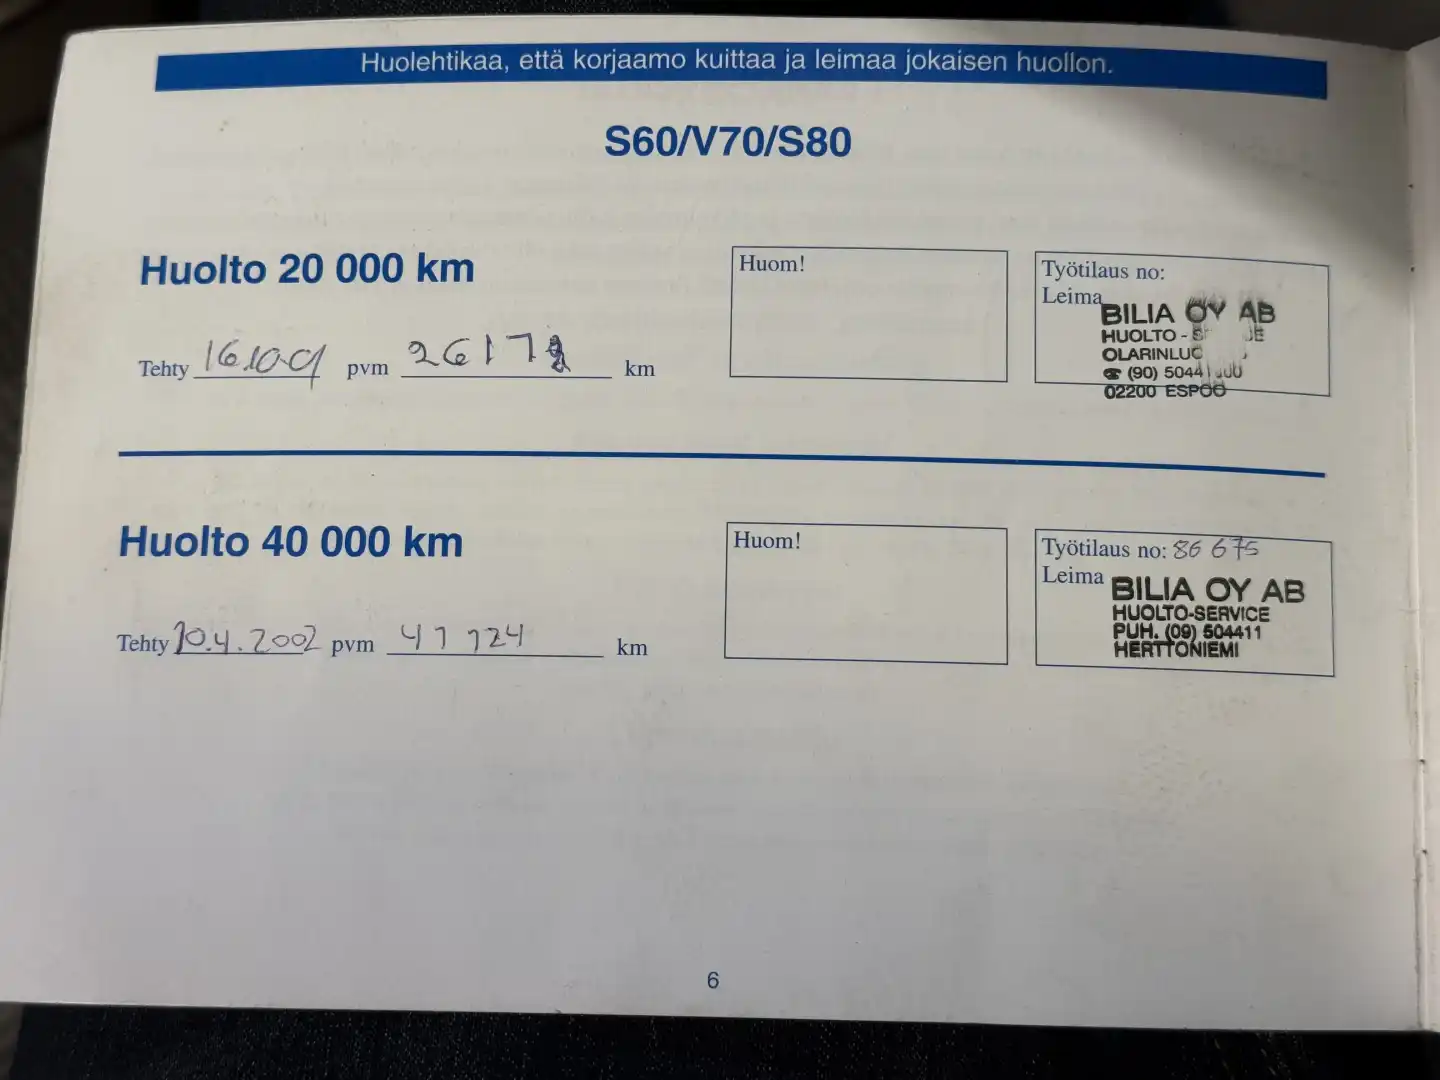 Huolehtikaa, että korjaamo kuittaa ja leimaa jokaisen huollon.
S60/V70/S80
Huolto 20 000 km
Huom!
Työtilaus no:
Leima
BILIA OY AB
HUOLTO -
02200 ESPOO
Tehty 16.10.01 pvm km
Huolto 40 000 km
Huom!
Työtilaus no: 86 675
Leima
BILIA OY AB
HUOLTO-SERVICE
PUH. (09) 504411
HERTTONIEMI
Tehty 10.4.2002 pvm 47 724 km
6